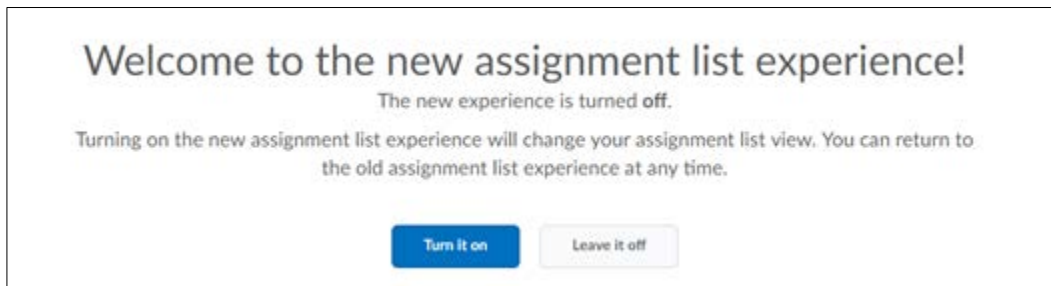 Welcome to the new assignment list experience!
The new experience is turned off.
Turning on the new assignment list experience will change your assignment list view. You can return to
the old assignment list experience at any time.
Turn it on
Leave it off